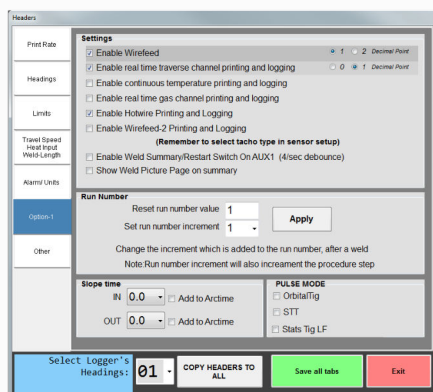 Headers
Print Rate
Headings
Limits
Travel Speed
Heat Input
Weld-Length
Alarm/ Units
Option-1
Other
Settings
Enable Wirefeed 1 2 Decimal Point
Enable real time traverse channel printing and logging 0 1 Decimal Point
Enable continuous temperature printing and logging
Enable real time gas channel printing and logging
Enable Hotwire Printing and Logging
Enable Wirefeed-2 Printing and Logging
(Remember to select tacho type in sensor setup)
Enable Weld Summary/Restart Switch On AUX1 (4/sec debounce)
Show Weld Picture Page on summary
Run Number
Reset run number value 1
Set run number increment 1
Apply
Change the increment which is added to the run number, after a weld
Note:Run number increment will also increament the procedure step
Slope time
IN 0.0 Add to Arctime
OUT 0.0 Add to Arctime
PULSE MODE
OrbitalTig
STT
Stats Tig LF
Select Logger's
Headings: 01
COPY HEADERS TO
ALL
Save all tabs
Exit